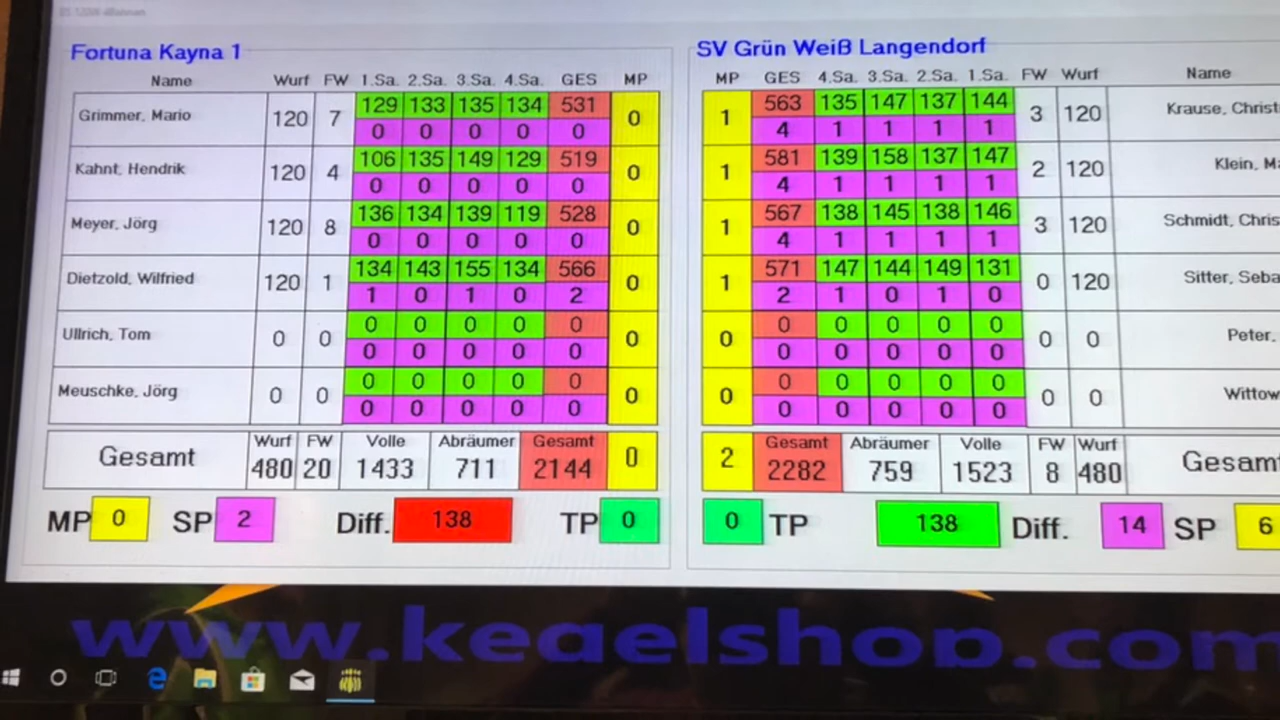 Fortuna Kayna 1
Name Wurf FW 1.Sa. 2.Sa. 3.Sa. 4.Sa. GES MP
Grimmer, Mario 120 7 129 133 135 134 531 0
0 0 0 0 0
Kahnt, Hendrik 120 4 106 135 149 129 519 0
0 0 0 0 0
Meyer, Jörg 120 8 136 134 139 119 528 0
0 0 0 0 0
Dietzold, Wilfried 120 1 134 143 155 134 566 0
1 0 1 0 2
Ullrich, Tom 0 0 0 0 0 0 0 0
0 0 0 0 0
Meuschke, Jörg 0 0 0 0 0 0 0 0
0 0 0 0 0
Wurf FW Volle Abräumer Gesamt
Gesamt 480 20 1433 711 2144 0
MP 0 SP 2 Diff. 138 TP 0
SV Grün Weiß Langendorf
MP GES 4.Sa. 3.Sa. 2.Sa. 1.Sa. FW Wurf Name
1 563 135 147 137 144 3 120 Krause, Christ
4 1 1 1 1
1 581 139 158 137 147 2 120 Klein, Ma
4 1 1 1 1
1 567 138 145 138 146 3 120 Schmidt, Chris
4 1 1 1 1
1 571 147 144 149 131 0 120 Sitter, Seba
2 1 0 1 0
0 0 0 0 0 0 0 0 Peter,
0 0 0 0 0
0 0 0 0 0 0 0 0 Wittow
0 0 0 0 0
Gesamt Abräumer Volle FW Wurf
2 2282 759 1523 8 480 Gesamt
0 TP 138 Diff. 14 SP 6
www.kegelshop.com